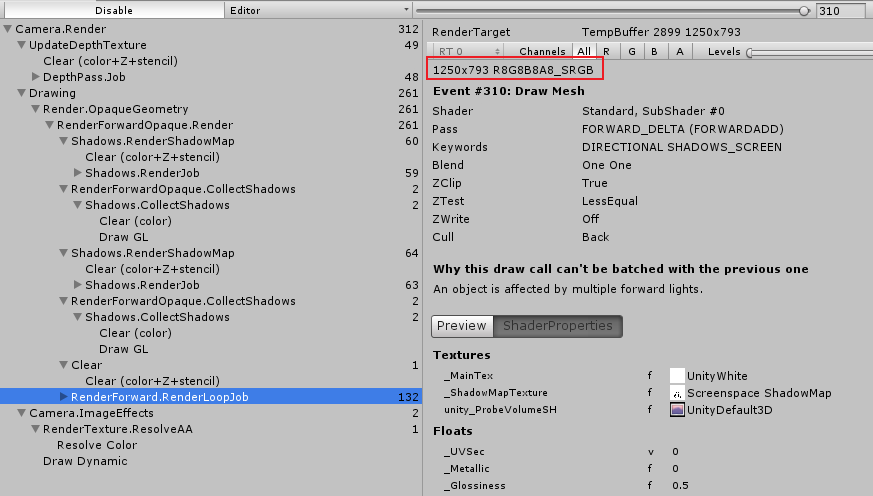 Disable Editor 310
Camera.Render 312
UpdateDepthTexture 49
Clear (color+Z+stencil)
DepthPass.Job 48
Drawing 261
Render.OpaqueGeometry 261
RenderForwardOpaque.Render 261
Shadows.RenderShadowMap 60
Clear (color+Z+stencil)
Shadows.RenderJob 59
RenderForwardOpaque.CollectShadows 2
Shadows.CollectShadows 2
Clear (color)
Draw GL
Shadows.RenderShadowMap 64
Clear (color+Z+stencil)
Shadows.RenderJob 63
RenderForwardOpaque.CollectShadows 2
Shadows.CollectShadows 2
Clear (color)
Draw GL
Clear 1
Clear (color+Z+stencil)
RenderForward.RenderLoopJob 132
Camera.ImageEffects 2
RenderTexture.ResolveAA 1
Resolve Color
Draw Dynamic
RenderTarget TempBuffer 2899 1250x793
RT 0 Channels All R G B A Levels
1250x793 R8G8B8A8_SRGB
Event #310: Draw Mesh
Shader Standard, SubShader #0
Pass FORWARD_DELTA (FORWARDADD)
Keywords DIRECTIONAL SHADOWS_SCREEN
Blend One One
ZClip True
ZTest LessEqual
ZWrite Off
Cull Back
Why this draw call can't be batched with the previous one
An object is affected by multiple forward lights.
Preview ShaderProperties
Textures
_MainTex f UnityWhite
_ShadowMapTexture f Screenspace ShadowMap
unity_ProbeVolumeSH f UnityDefault3D
Floats
_UVSec v 0
_Metallic f 0
_Glossiness f 0.5